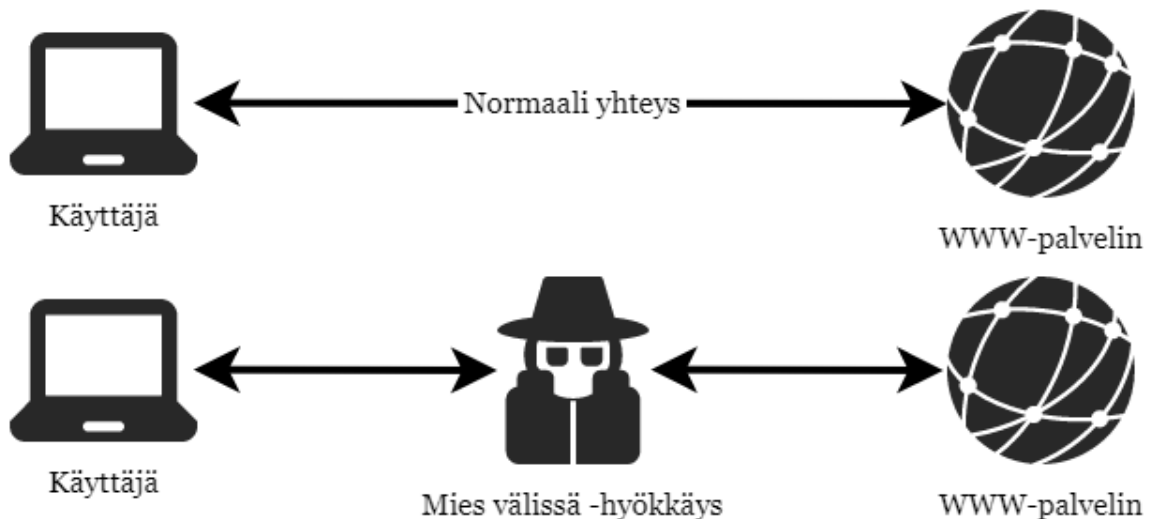 Normaali yhteys
Käyttäjä
WWW-palvelin
Käyttäjä
Mies välissä -hyökkäys
WWW-palvelin